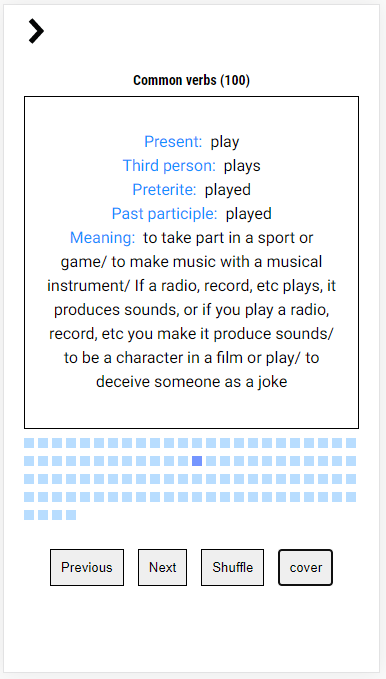 Common verbs (100)
Present: play
Third person: plays
Preterite: played
Past participle: played
Meaning: to take part in a sport or
game/ to make music with a musical
instrument/ If a radio, record, etc plays, it
produces sounds, or if you play a radio,
record, etc you make it produce sounds/
to be a character in a film or play/ to
deceive someone as a joke
Previous Next Shuffle cover